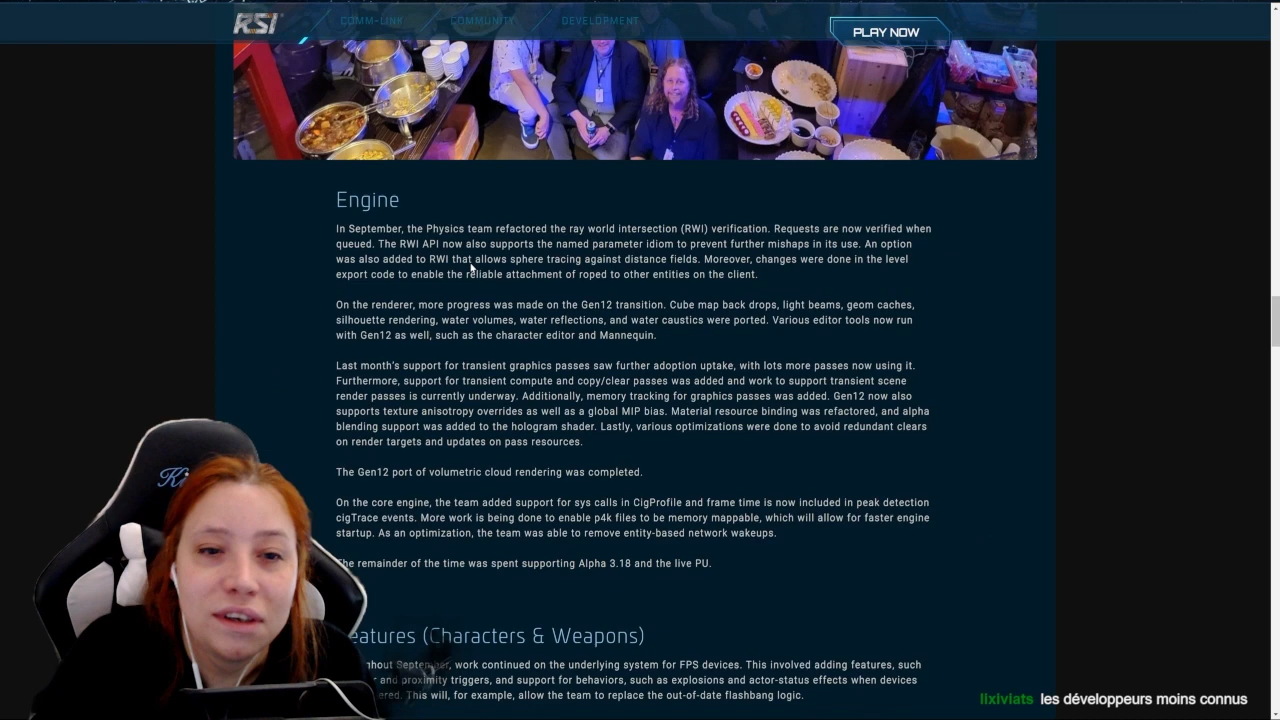 RSI
COMM-LINK
COMMUNITY
DEVELOPMENT
PLAY NOW
Engine
In September, the Physics team refactored the ray world intersection (RWI) verification. Requests are now verified when
queued. The RWI API now also supports the named parameter idiom to prevent further mishaps in its use. An option
was also added to RWI that allows sphere tracing against distance fields. Moreover, changes were done in the level
export code to enable the reliable attachment of roped to other entities on the client.
On the renderer, more progress was made on the Gen12 transition. Cube map back drops, light beams, geom caches,
silhouette rendering, water volumes, water reflections, and water caustics were ported. Various editor tools now run
with Gen12 as well, such as the character editor and Mannequin.
Last month's support for transient graphics passes saw further adoption uptake, with lots more passes now using it.
Furthermore, support for transient compute and copy/clear passes was added and work to support transient scene
render passes is currently underway. Additionally, memory tracking for graphics passes was added. Gen12 now also
supports texture anisotropy overrides as well as a global MIP bias. Material resource binding was refactored, and alpha
blending support was added to the hologram shader. Lastly, various optimizations were done to avoid redundant clears
on render targets and updates on pass resources.
The Gen12 port of volumetric cloud rendering was completed.
On the core engine, the team added support for sys calls in CigProfile and frame time is now included in peak detection
cigTrace events. More work is being done to enable p4k files to be memory mappable, which will allow for faster engine
startup. As an optimization, the team was able to remove entity-based network wakeups.
The remainder of the time was spent supporting Alpha 3.18 and the live PU.
eatures (Characters & Weapons)
hout September, work continued on the underlying system for FPS devices. This involved adding features, such
and proximity triggers, and support for behaviors, such as explosions and actor-status effects when devices
ered. This will, for example, allow the team to replace the out-of-date flashbang logic.
lixiviats les développeurs moins connus